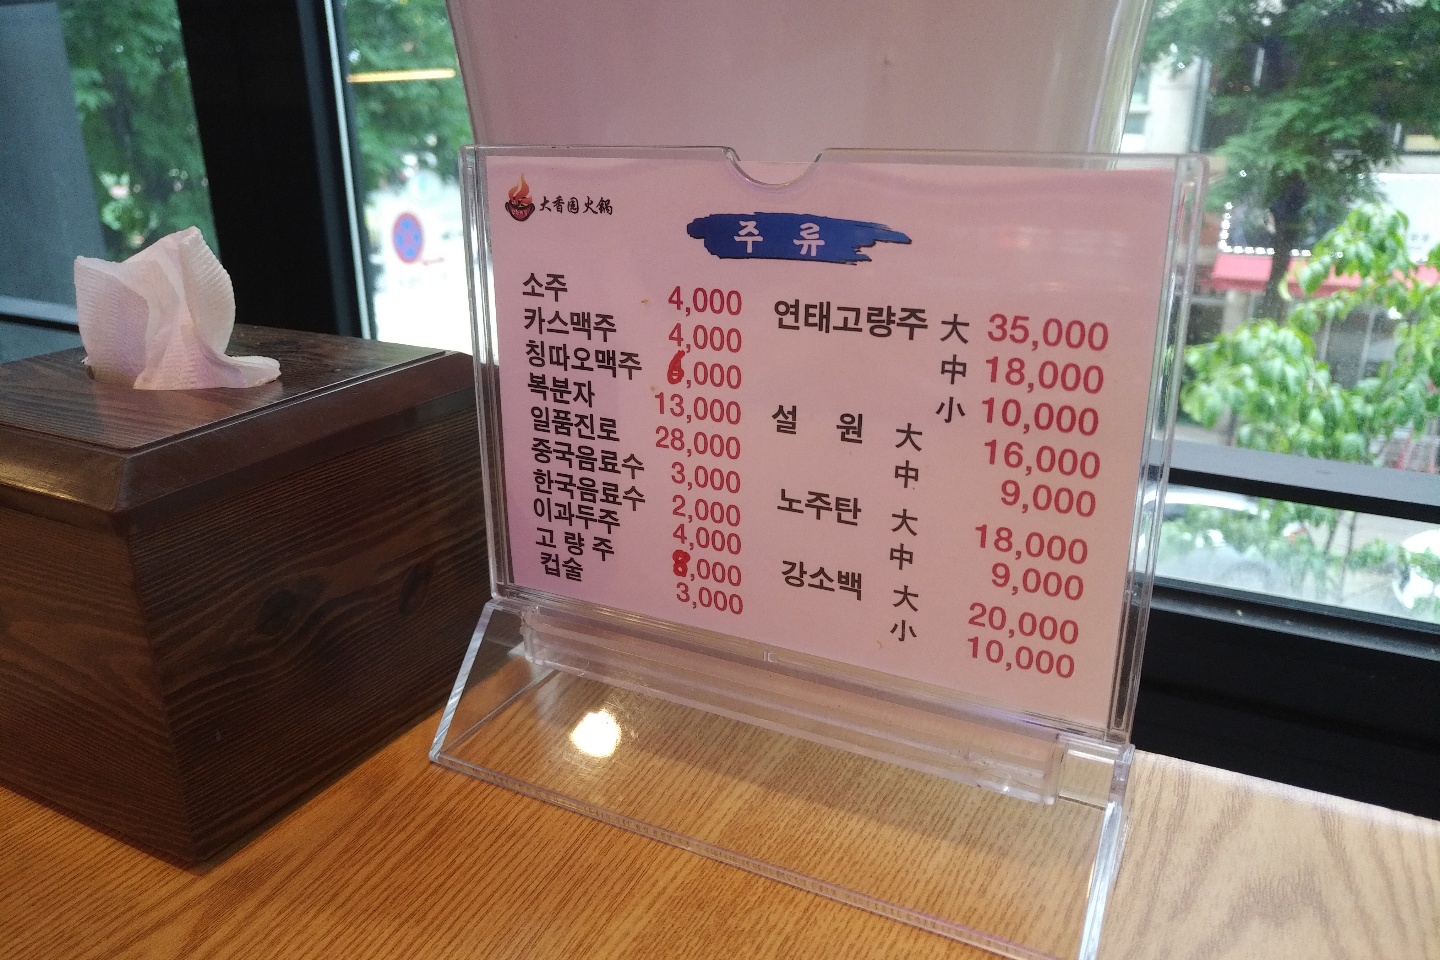 大香园火鍋
주 류
소주 4,000
카스맥주 4,000
칭따오맥주 6,000
복분자 13,000
일품진로 28,000
중국음료수 3,000
한국음료수 2,000
이과두주 4,000
고 량 주 8,000
컵술 3,000
연태고량주 大 35,000
中 18,000
小 10,000
설 원 大 16,000
中 9,000
노주탄 大 18,000
中 9,000
강소백 大 20,000
小 10,000